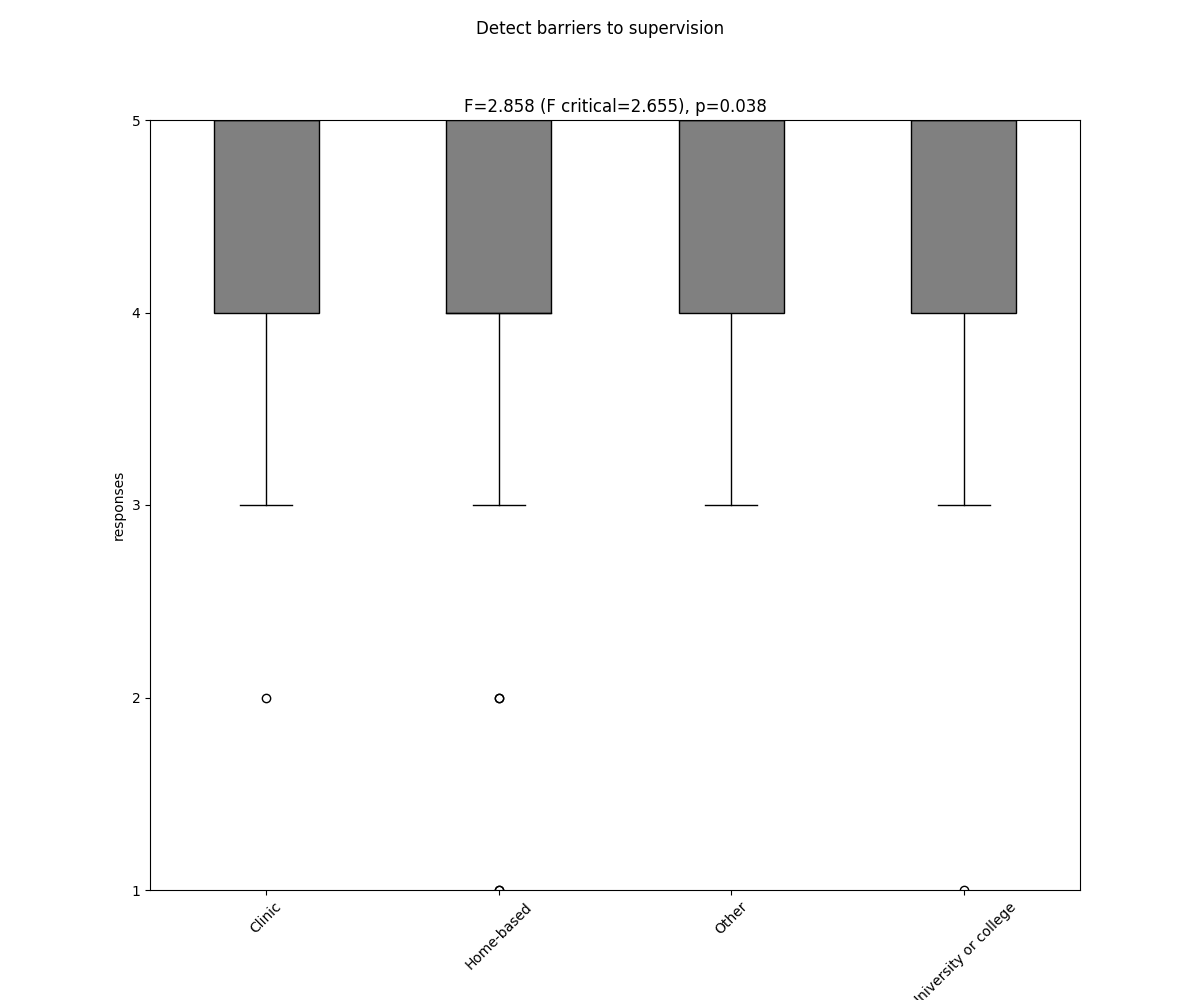 Detect barriers to supervision
F=2.858 (F critical=2.655), p=0.038
5
4
3
2
1
responses
Clinic
Home-based
Other
or college